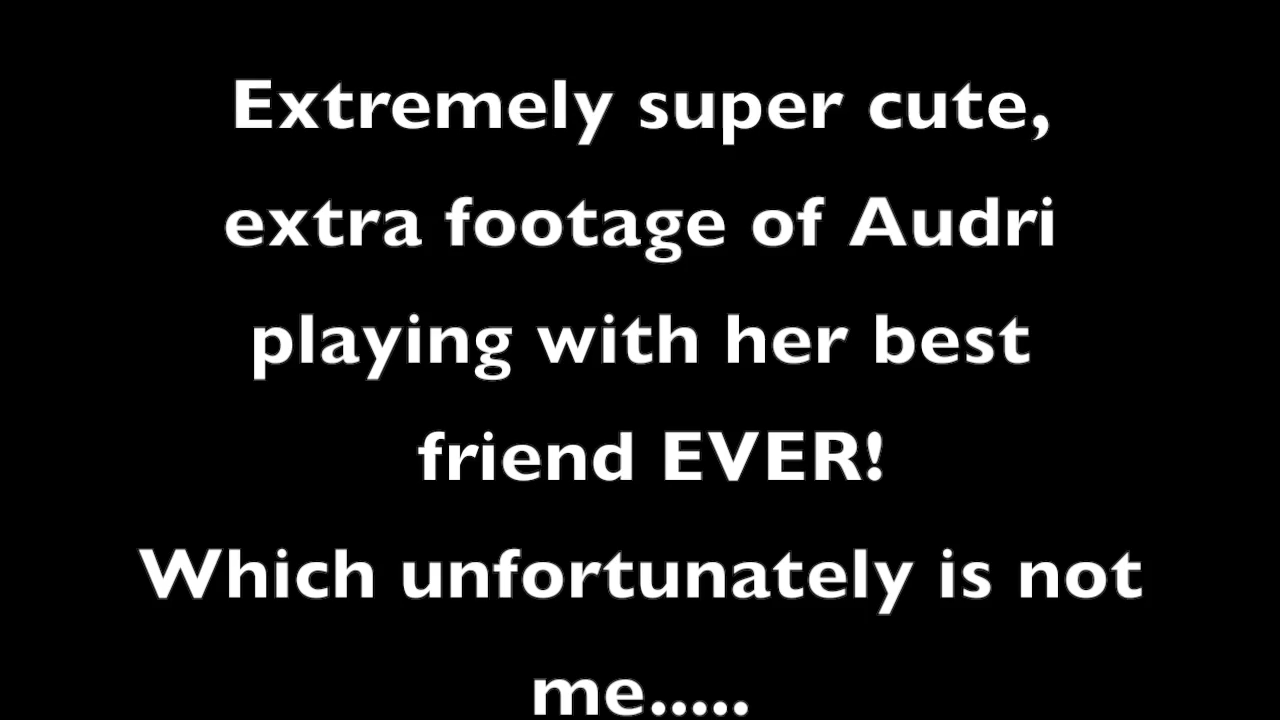 Extremely super cute,
extra footage of Audri
playing with her best
friend EVER!
Which unfortunately is not
me.....